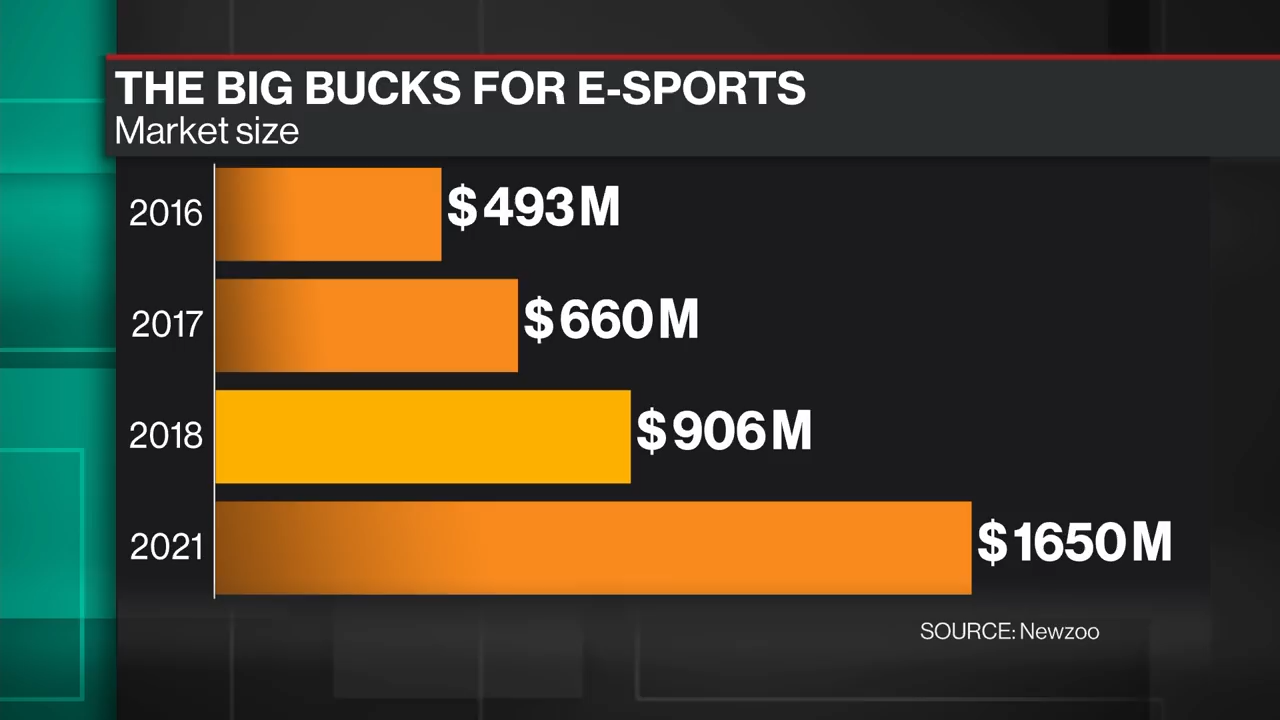 THE BIG BUCKS FOR E-SPORTS
Market size
2016 $493M
2017 $660M
2018 $906M
2021 $1650M
SOURCE: Newzoo